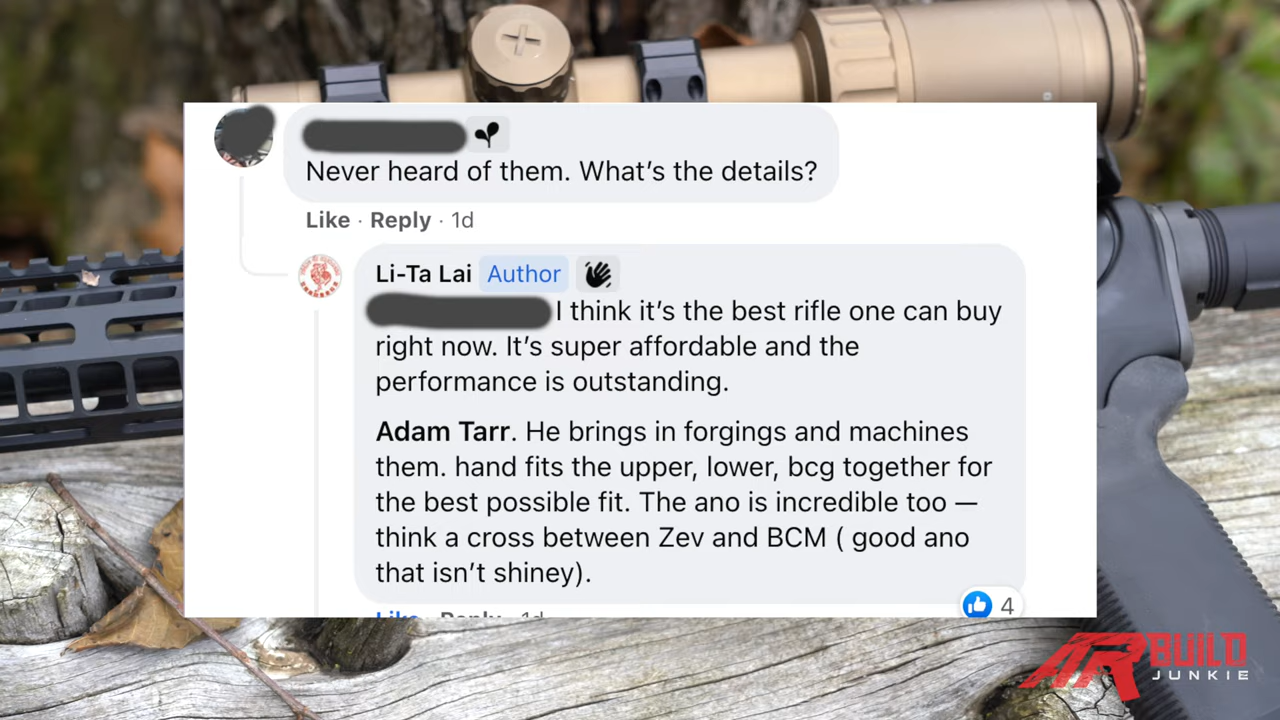 Never heard of them. What's the details?
Like · Reply · 1d
Li-Ta Lai Author
I think it's the best rifle one can buy
right now. It's super affordable and the
performance is outstanding.
Adam Tarr. He brings in forgings and machines
them. hand fits the upper, lower, bcg together for
the best possible fit. The ano is incredible too —
think a cross between Zev and BCM ( good ano
that isn't shiney).
Like · Reply · 1d
4
AR BUILD
JUNKIE